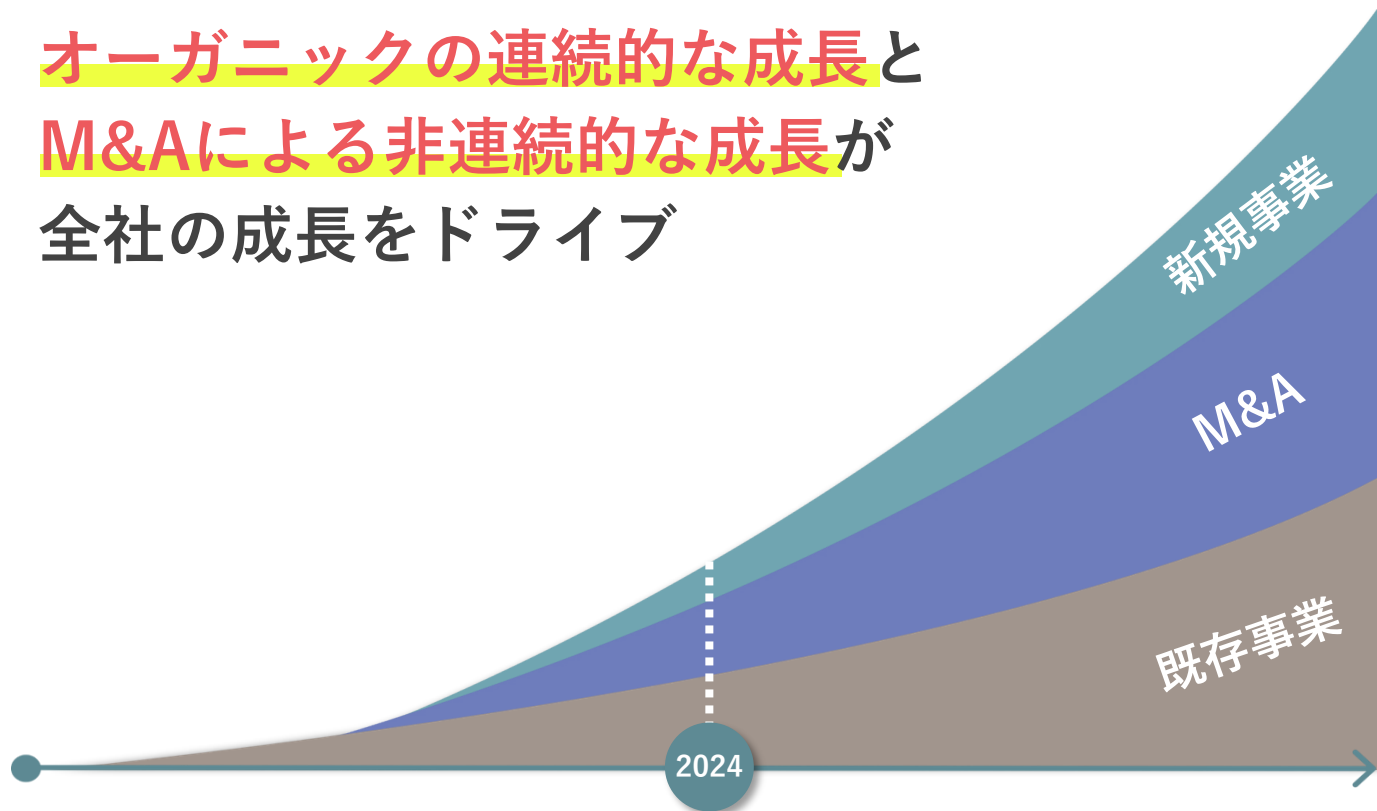 オーガニックの連続的な成長と
M&Aによる非連続的な成長が
全社の成長をドライブ
新規事業
M&A
既存事業
2024